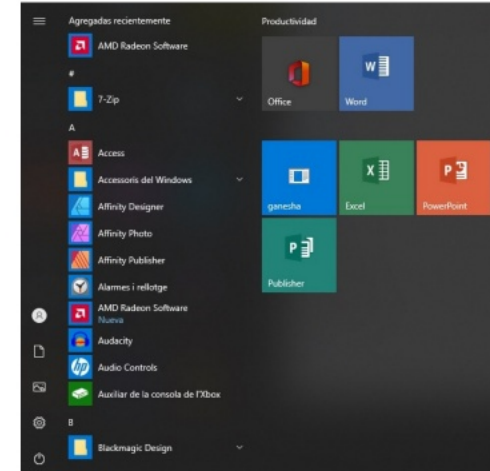 Agregadas recientemente
AMD Radeon Software
#
7-Zip
A
Access
Accessoris del Windows
Affinity Designer
Affinity Photo
Affinity Publisher
Alarmes i rellotge
AMD Radeon Software
Nueva
Audacity
Audio Controls
Auxiliar de la consola de l'Xbox
B
Blackmagic Design
Productividad
Office
Word
ganesha
Excel
PowerPoint
Publisher